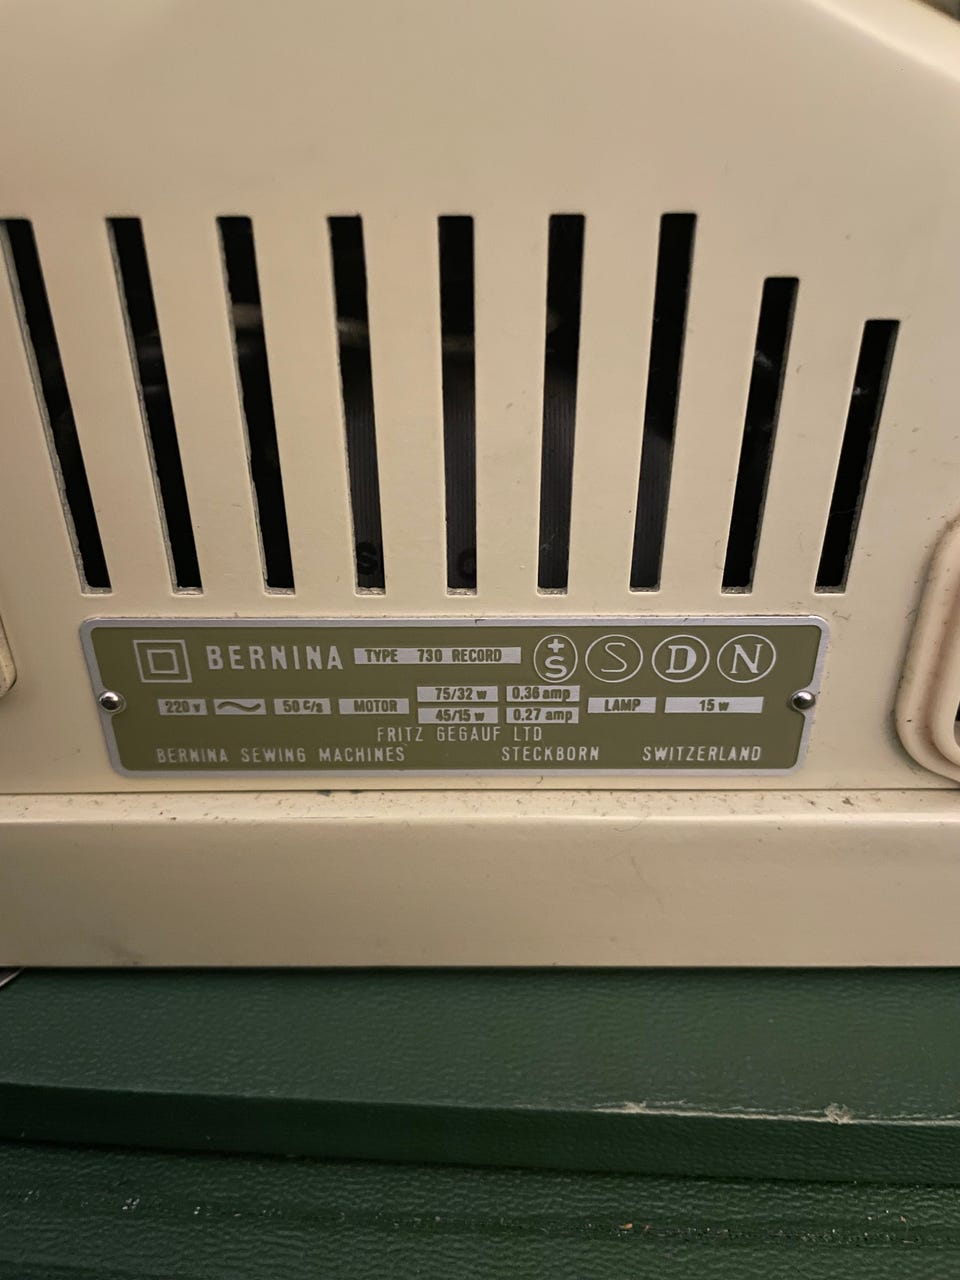 BERNINA TYPE 730 RECORD +S S D N
220 v 50 c/s MOTOR 75/32 w 0,36 amp LAMP 15 w
45/15 w 0.27 amp
FRITZ GEGAUF LTD
BERNINA SEWING MACHINES STECKBORN SWITZERLAND